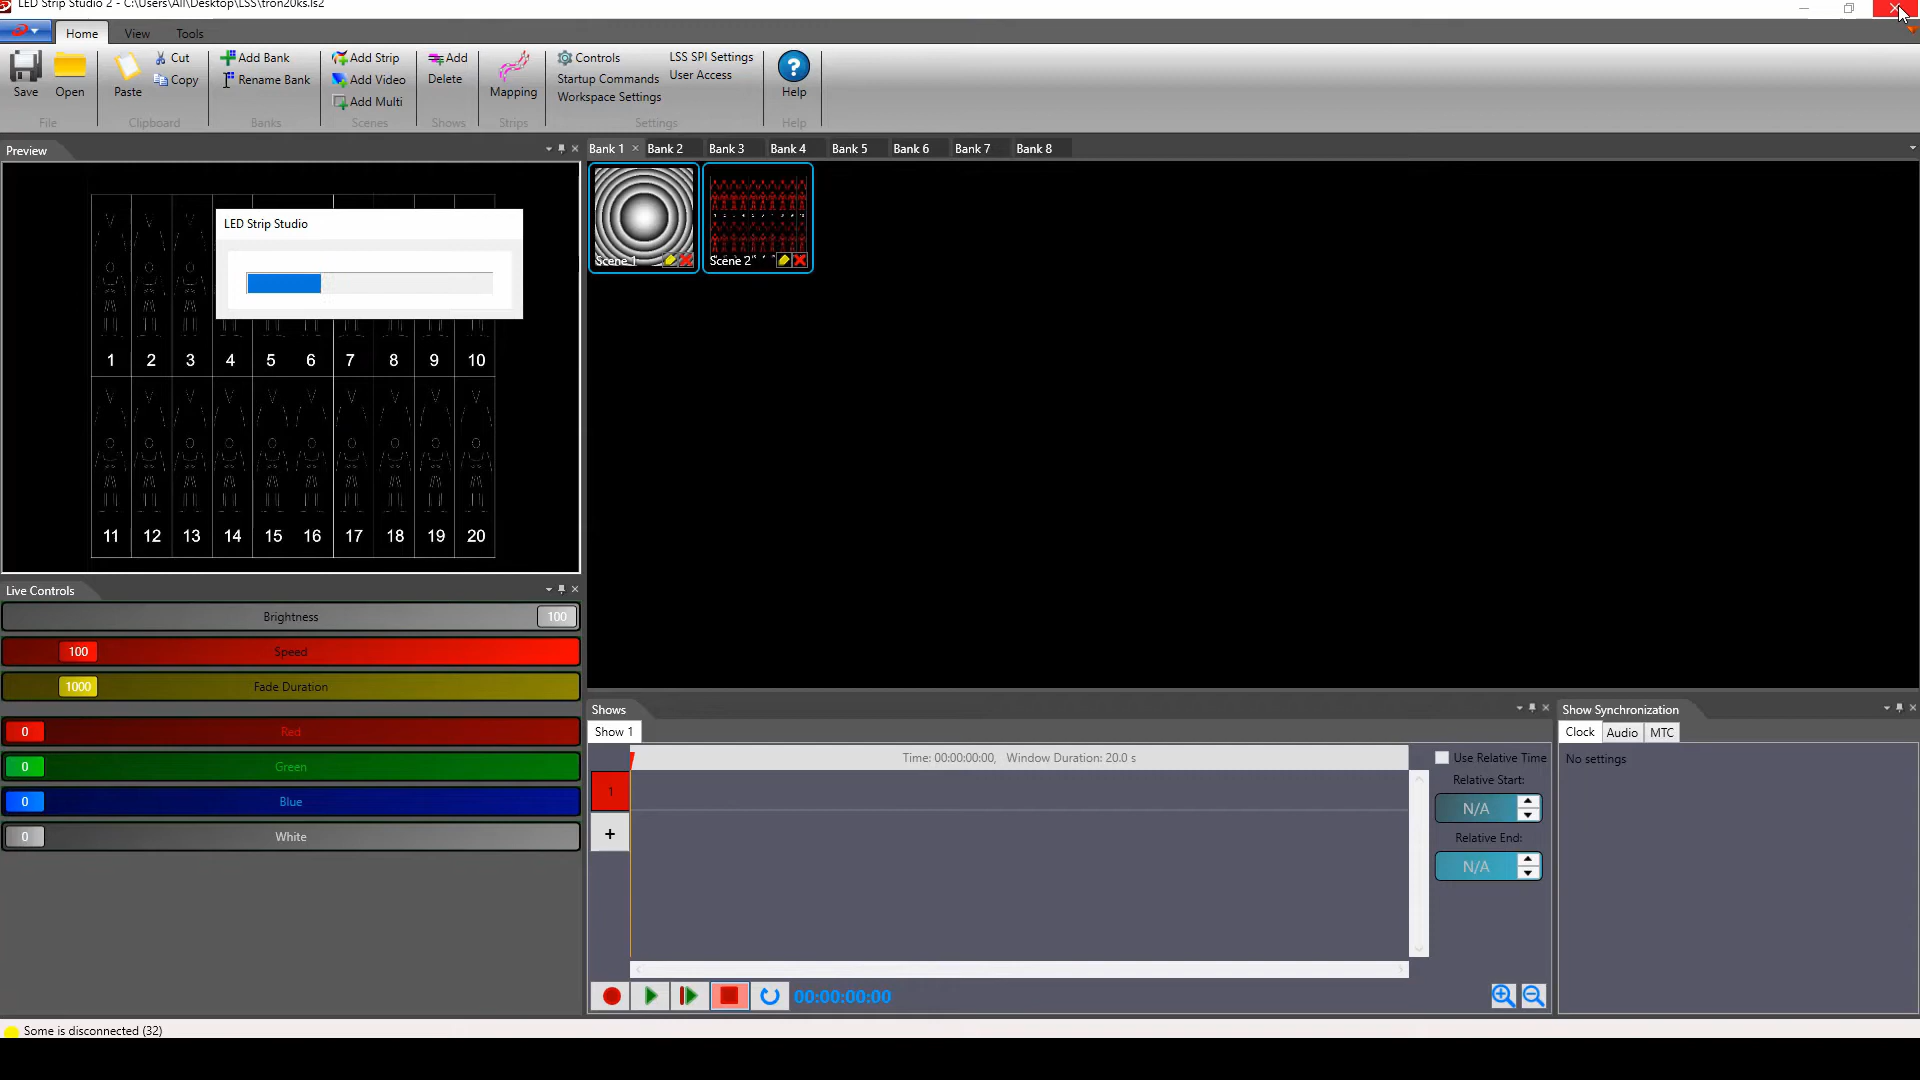 LED Strip Studio 2 - C:\Users\All\Desktop\LSS\tron20ks.ls2
Home View Tools
Save Open Paste Cut Copy
Add Bank Rename Bank
Add Strip Add Video Add Multi
Add Delete
Mapping
Controls Startup Commands Workspace Settings
LSS SPI Settings User Access
Help
File Clipboard Banks Scenes Shows Strips Settings Help
Preview
Bank 1 Bank 2 Bank 3 Bank 4 Bank 5 Bank 6 Bank 7 Bank 8
LED Strip Studio
Scene 1 Scene 2
1 2 3 4 5 6 7 8 9 10
11 12 13 14 15 16 17 18 19 20
Live Controls
Brightness 100
100 Speed
1000 Fade Duration
0 Red
0 Green
0 Blue
0 White
Shows
Show 1
Time: 00:00:00:00, Window Duration: 20.0 s
1
+
Use Relative Time
Relative Start:
N/A
Relative End:
N/A
00:00:00:00
Show Synchronization
Clock Audio MTC
No settings
Some is disconnected (32)